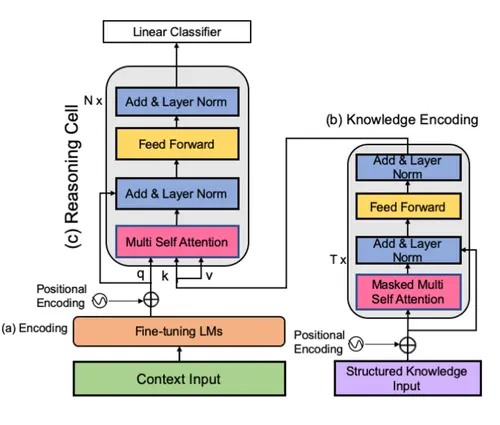 Linear Classifier
(c) Reasoning Cell
N x
Add & Layer Norm
Feed Forward
Add & Layer Norm
Multi Self Attention
q
k
v
Positional
Encoding
(a) Encoding
Fine-tuning LMs
Context Input
(b) Knowledge Encoding
Add & Layer
Norm
Feed Forward
Add & Layer
Norm
T x
Masked Multi
Self Attention
Positional
Encoding
Structured Knowledge
Input